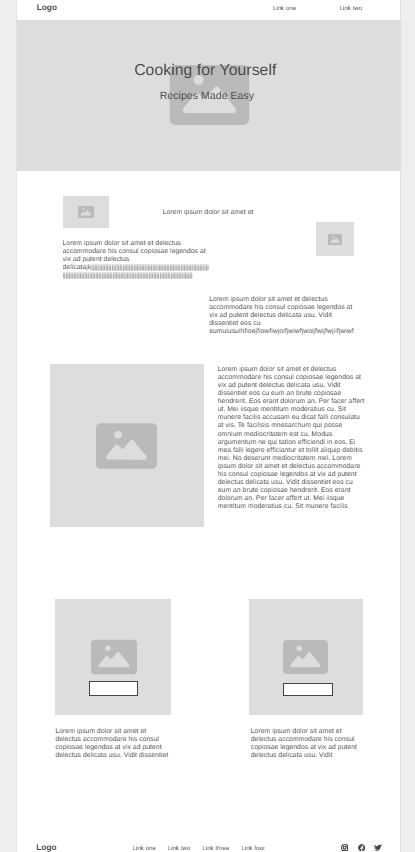 Logo
Link one Link two
Cooking for Yourself
Recipes Made Easy
Lorem ipsum dolor sit amet et
Lorem ipsum dolor sit amet et delectus
accommodare his consul copiosae legendos at
vix ad putent delectus
Lorem ipsum dolor sit amet et delectus
accommodare his consul copiosae legendos at
vix ad putent delectus delicata usu. Vidit
dissentiet eos cu
Lorem ipsum dolor sit amet et delectus
accommodare his consul copiosae legendos at
vix ad putent delectus delicata usu. Vidit
dissentiet eos cu eum an brute copiosae
hendrerit. Eos erant dolorum an. Per facer affert
ut. Mei iisque mentitum moderatius cu. Sit
munere facilis accusam eu dicat falli consulatu
at vis. Te facilisis mnesarchum qui posse
omnium mediocritatem est cu. Modus
argumentum ne qui tation efficiendi in eos. Ei
mea falli legere efficiantur et tollit aliquip debitis
mei. No deserunt mediocritatem mel. Lorem
ipsum dolor sit amet et delectus accommodare
his consul copiosae legendos at vix ad putent
delectus delicata usu. Vidit dissentiet eos cu
eum an brute copiosae hendrerit. Eos erant
dolorum an. Per facer affert ut. Mei iisque
mentitum moderatius cu. Sit munere facilis
Lorem ipsum dolor sit amet et
delectus accommodare his consul
copiosae legendos at vix ad putent
delectus delicata usu. Vidit dissentiet
Lorem ipsum dolor sit amet et
delectus accommodare his consul
copiosae legendos at vix ad putent
delectus delicata usu. Vidit
Logo
Link one Link two Link three Link four